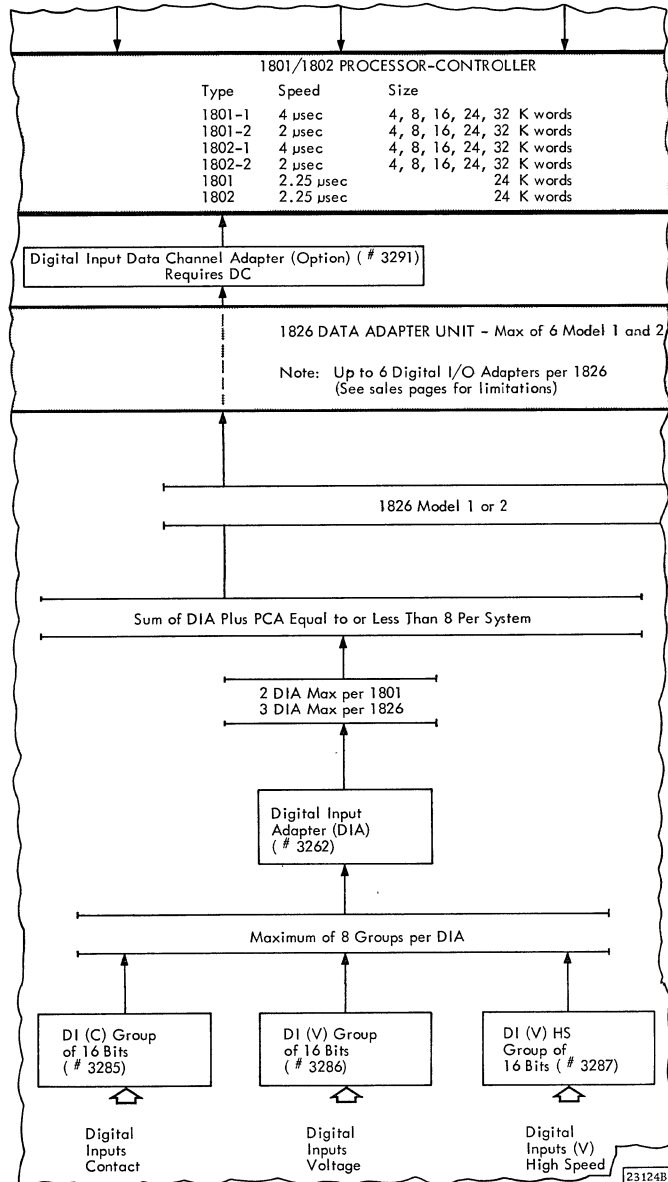 1801/1802 PROCESSOR-CONTROLLER
Type Speed Size
1801-1 4 μsec 4, 8, 16, 24, 32 K words
1801-2 2 μsec 4, 8, 16, 24, 32 K words
1802-1 4 μsec 4, 8, 16, 24, 32 K words
1802-2 2 μsec 4, 8, 16, 24, 32 K words
1801 2.25 μsec 24 K words
1802 2.25 μsec 24 K words
Digital Input Data Channel Adapter (Option) ( # 3291)
Requires DC
1826 DATA ADAPTER UNIT - Max of 6 Model 1 and 2
Note: Up to 6 Digital I/O Adapters per 1826
(See sales pages for limitations)
1826 Model 1 or 2
Sum of DIA Plus PCA Equal to or Less Than 8 Per System
2 DIA Max per 1801
3 DIA Max per 1826
Digital Input
Adapter (DIA)
( # 3262)
Maximum of 8 Groups per DIA
DI (C) Group
of 16 Bits
( # 3285)
DI (V) Group
of 16 Bits
( # 3286)
DI (V) HS
Group of
16 Bits ( # 3287)
Digital
Inputs
Contact
Digital
Inputs
Voltage
Digital
Inputs (V)
High Speed
23124B